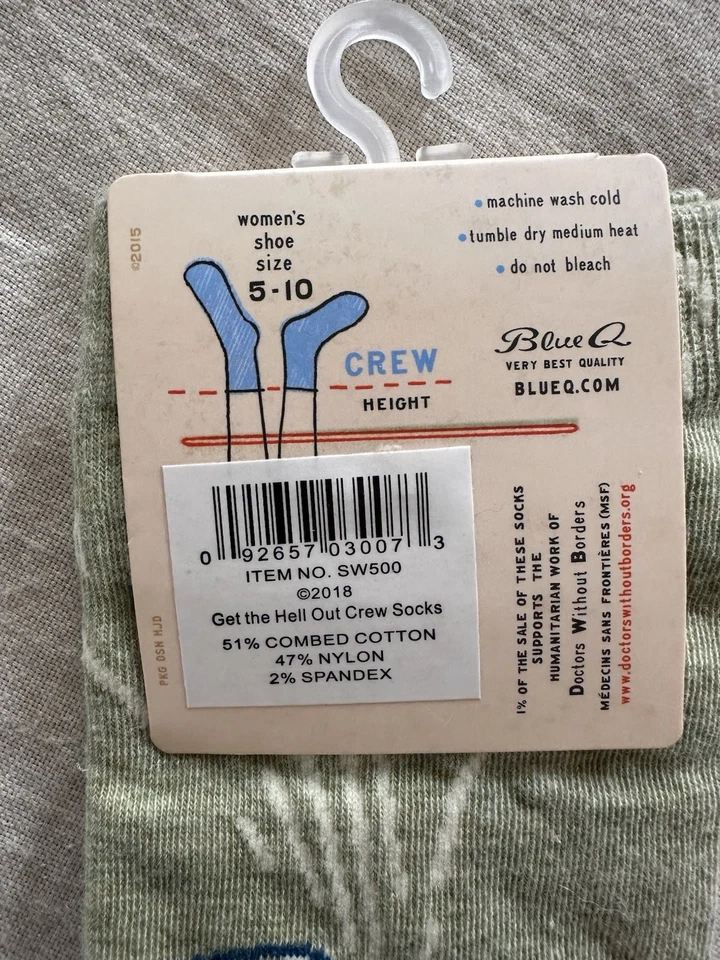 ©2015
women's
shoe
size
5-10
CREW
HEIGHT
• machine wash cold
• tumble dry medium heat
• do not bleach
Blue Q
VERY BEST QUALITY
BLUEQ.COM
0 92657 03007 3
ITEM NO. SW500
©2018
Get the Hell Out Crew Socks
51% COMBED COTTON
47% NYLON
2% SPANDEX
PKG DSN HJD
1% OF THE SALE OF THESE SOCKS
SUPPORTS THE
HUMANITARIAN WORK OF
Doctors Without Borders
MÉDECINS SANS FRONTIÈRES (MSF)
www.doctorswithoutborders.org